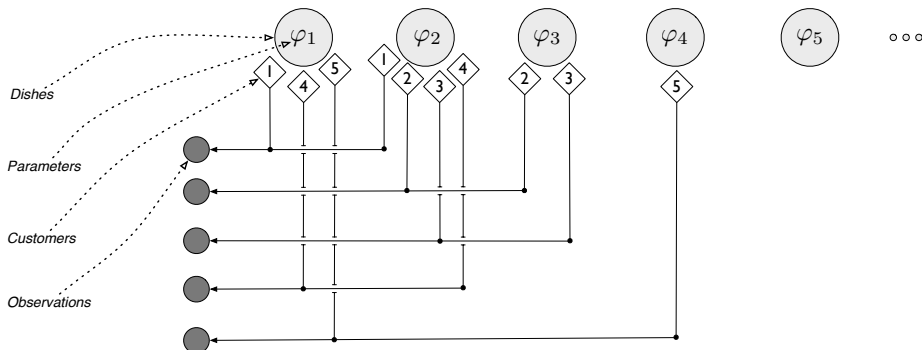 φ1 φ2 φ3 φ4 φ5
1 4 5 1 2 3 4 2 3 5
Dishes
Parameters
Customers
Observations